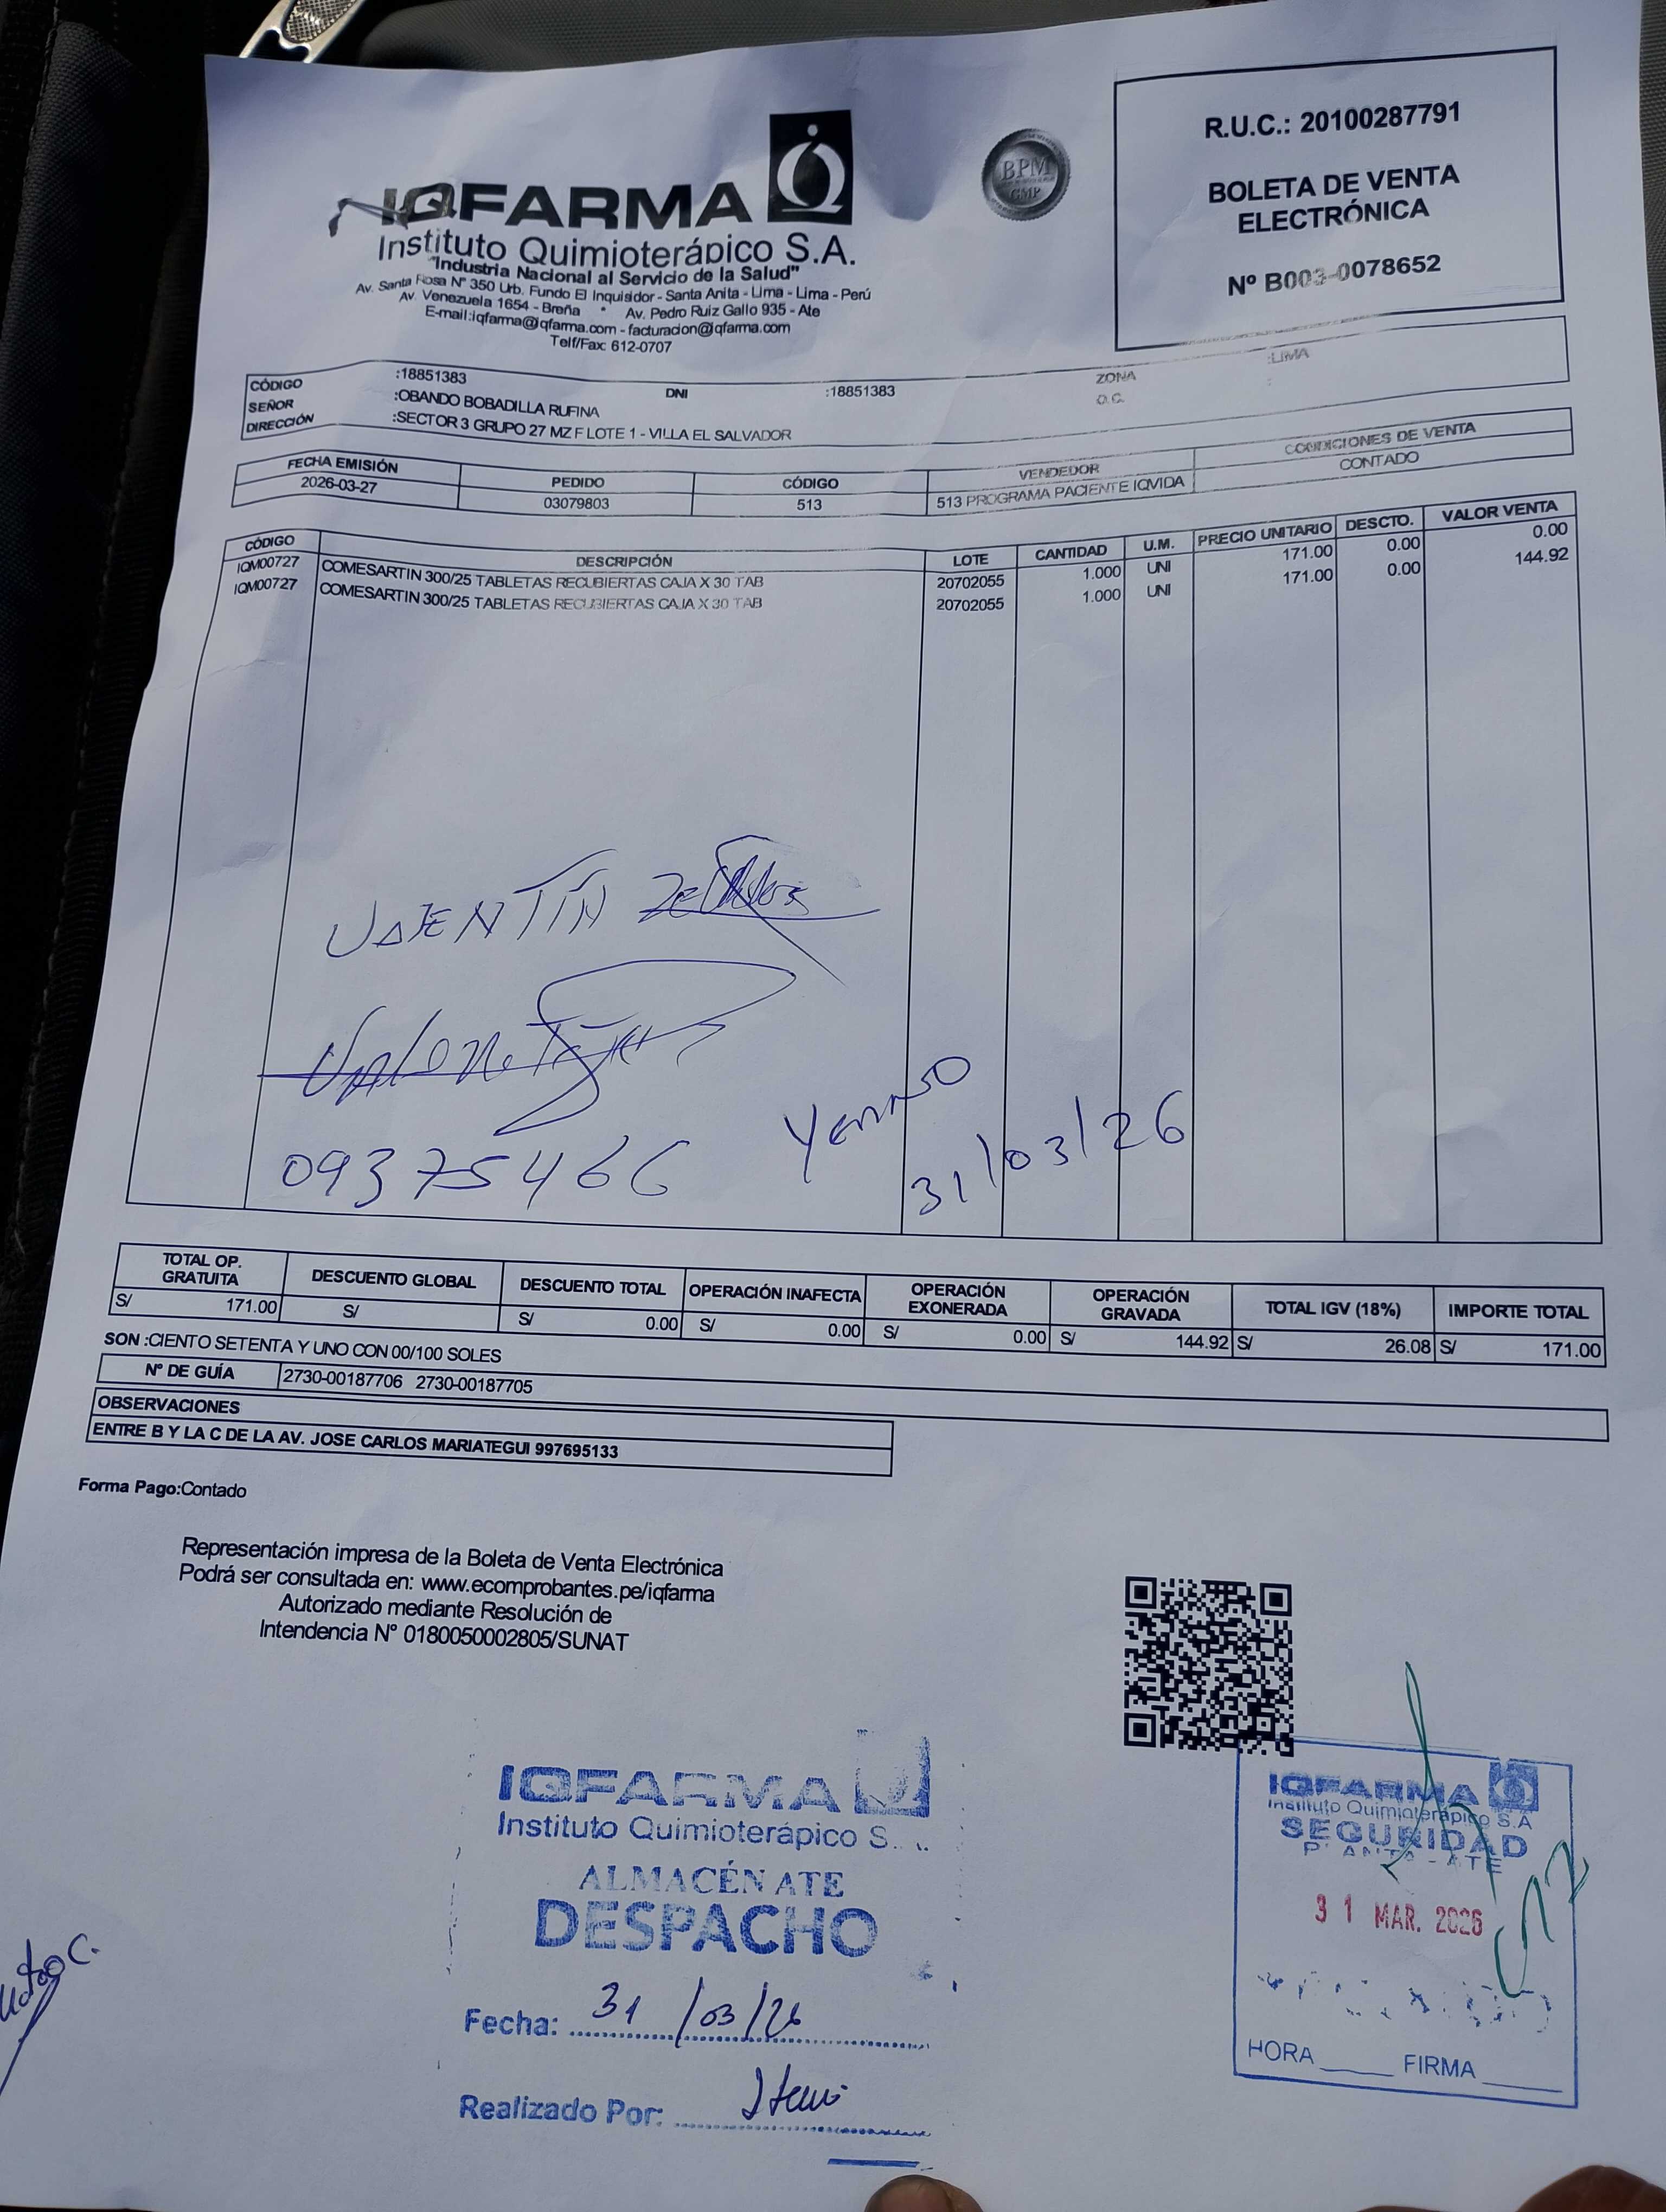 IQFARMA
Instituto Quimioterápico S.A.
"Industria Nacional al Servicio de la Salud"
Av. Santa Rosa N° 350 Urb. Fundo El Inquisidor - Santa Anita - Lima - Lima - Perú
Av. Venezuela 1654 - Breña * Av. Pedro Ruiz Gallo 935 - Ate
E-mail:iqfarma@iqfarma.com - facturacion@iqfarma.com
Telf/Fax: 612-0707
BPM
GMP
R.U.C.: 20100287791
BOLETA DE VENTA
ELECTRÓNICA
Nº B003-0078652
CÓDIGO :18851383 DNI :18851383 ZONA :LIMA
SEÑOR :OBANDO BOBADILLA RUFINA O.C. :
DIRECCIÓN :SECTOR 3 GRUPO 27 MZ F LOTE 1 - VILLA EL SALVADOR
FECHA EMISIÓN PEDIDO CÓDIGO VENDEDOR CONDICIONES DE VENTA
2026-03-27 03079803 513 513 PROGRAMA PACIENTE IQVIDA CONTADO
CÓDIGO DESCRIPCIÓN LOTE CANTIDAD U.M. PRECIO UNITARIO DESCTO. VALOR VENTA
IQM00727 COMESARTIN 300/25 TABLETAS RECUBIERTAS CAJA X 30 TAB 20702055 1.000 UNI 171.00 0.00 0.00
IQM00727 COMESARTIN 300/25 TABLETAS RECUBIERTAS CAJA X 30 TAB 20702055 1.000 UNI 171.00 0.00 144.92
09375466
31/03/26
TOTAL OP. GRATUITA DESCUENTO GLOBAL DESCUENTO TOTAL OPERACIÓN INAFECTA OPERACIÓN EXONERADA OPERACIÓN GRAVADA TOTAL IGV (18%) IMPORTE TOTAL
S/ 171.00 S/ S/ 0.00 S/ 0.00 S/ 0.00 S/ 144.92 S/ 26.08 S/ 171.00
SON :CIENTO SETENTA Y UNO CON 00/100 SOLES
Nº DE GUÍA 2730-00187706 2730-00187705
OBSERVACIONES
ENTRE B Y LA C DE LA AV. JOSE CARLOS MARIATEGUI 997695133
Forma Pago:Contado
Representación impresa de la Boleta de Venta Electrónica
Podrá ser consultada en: www.ecomprobantes.pe/iqfarma
Autorizado mediante Resolución de
Intendencia N° 0180050002805/SUNAT
IQFARMA
Instituto Quimioterápico S.
ALMACÉN ATE
DESPACHO
Fecha: 31/03/26
Realizado Por:
IQFARMA
Instituto Quimioterápico S.A
SEGURIDAD
PLANTA - ATE
31 MAR. 2026
HORA FIRMA